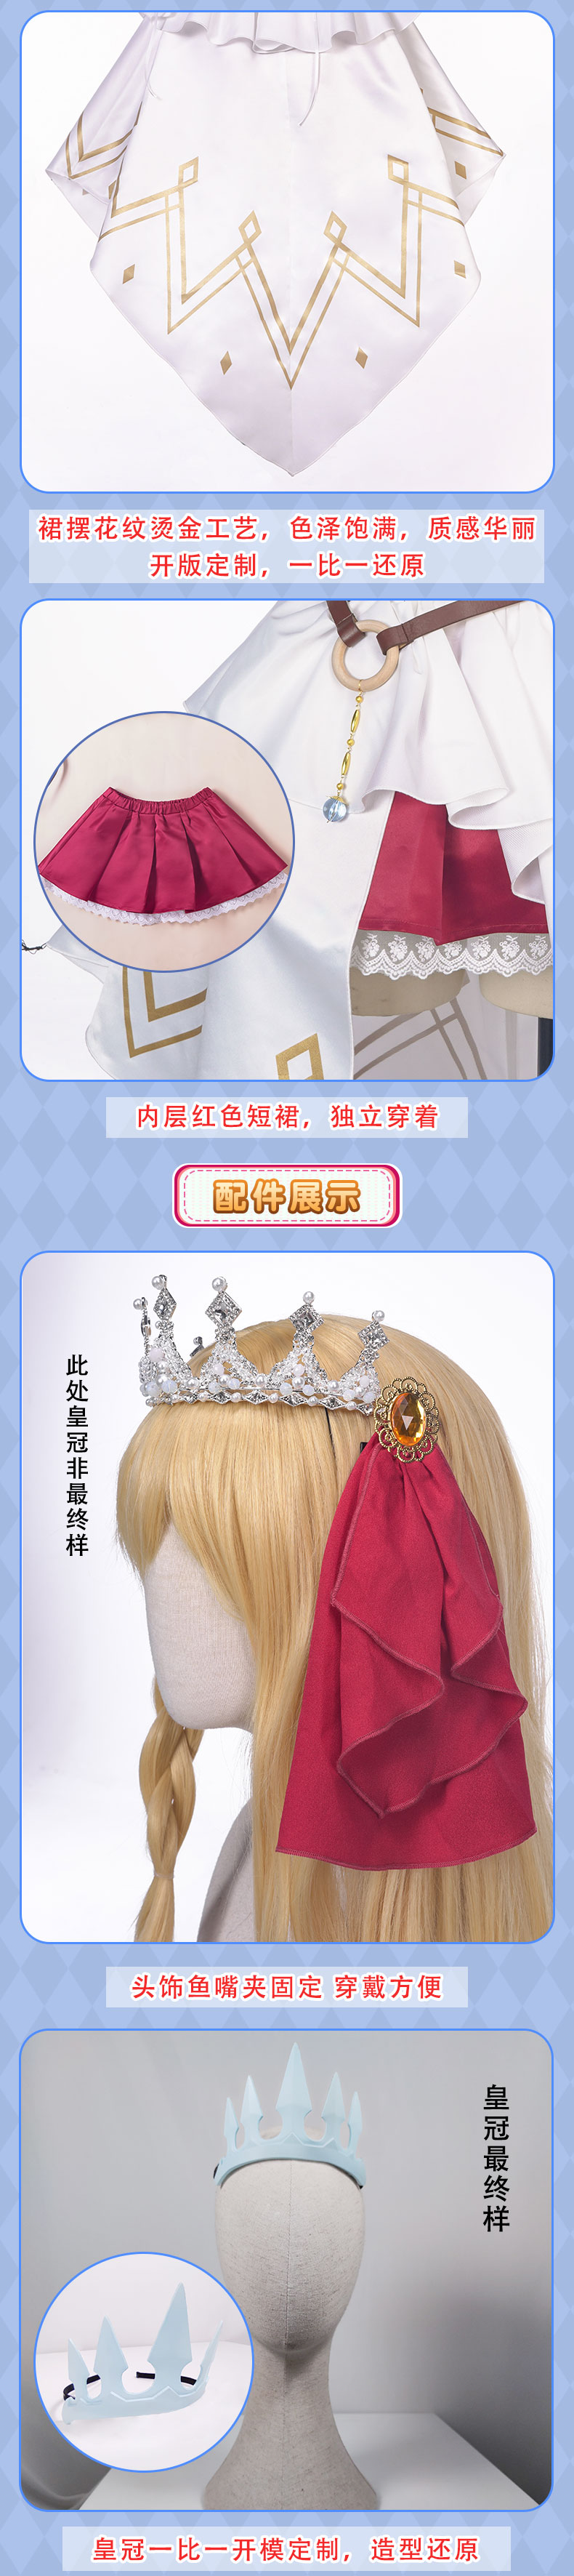 裙摆花纹烫金工艺，色泽饱满，质感华丽
开版定制，一比一还原
内层红色短裙，独立穿着
配件展示
此处皇冠非最终样
头饰鱼嘴夹固定 穿戴方便
皇冠最终样
皇冠一比一开模定制，造型还原